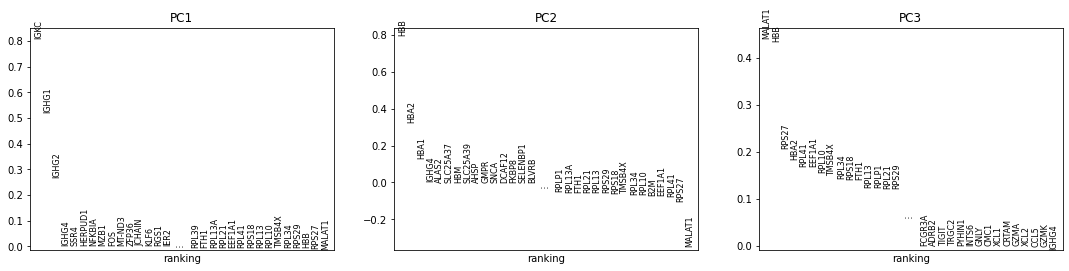 PC1
0.8
0.7
0.6
0.5
0.4
0.3
0.2
0.1
0.0
IGKC
IGHG1
IGHG2
IGHG4
SSR4
HERPUD1
NFKBIA
MZB1
FOS
MT-ND3
ZFP36
JCHAIN
KLF6
RGS1
IER2
...
RPL39
FTH1
RPL13A
RPL21
EEF1A1
RPL41
RPS18
RPL13
RPL10
TMSB4X
RPL34
RPS29
HBB
RPS27
MALAT1
ranking
PC2
0.8
0.6
0.4
0.2
0.0
−0.2
HBB
HBA2
HBA1
IGHG4
ALAS2
SLC25A37
HBM
SLC25A39
AHSP
GMPR
SNCA
DCAF12
FKBP8
SELENBP1
BLVRB
...
RPLP1
RPL13A
FTH1
RPL21
RPL13
RPS29
RPS18
TMSB4X
RPL34
RPL10
B2M
EEF1A1
RPL41
RPS27
MALAT1
ranking
PC3
0.4
0.3
0.2
0.1
0.0
MALAT1
HBB
RPS27
HBA2
RPL41
EEF1A1
RPL10
TMSB4X
RPL34
RPS18
FTH1
RPL13
RPLP1
RPL21
RPS29
...
FCGR3A
ADRB2
TIGIT
TRGC2
PYHIN1
INTS6
GNLY
CMC1
XCL1
CRTAM
GZMA
XCL2
CCL5
GZMK
IGHG4
ranking